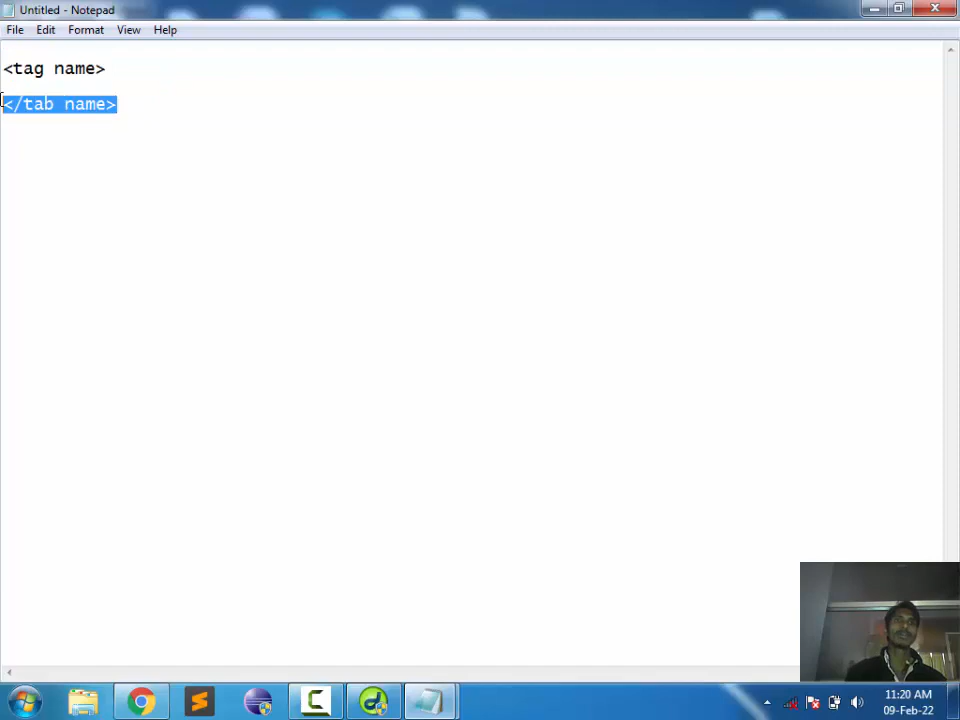 Untitled - Notepad
File Edit Format View Help
<tag name>
</tab name>
11:20 AM
09-Feb-22